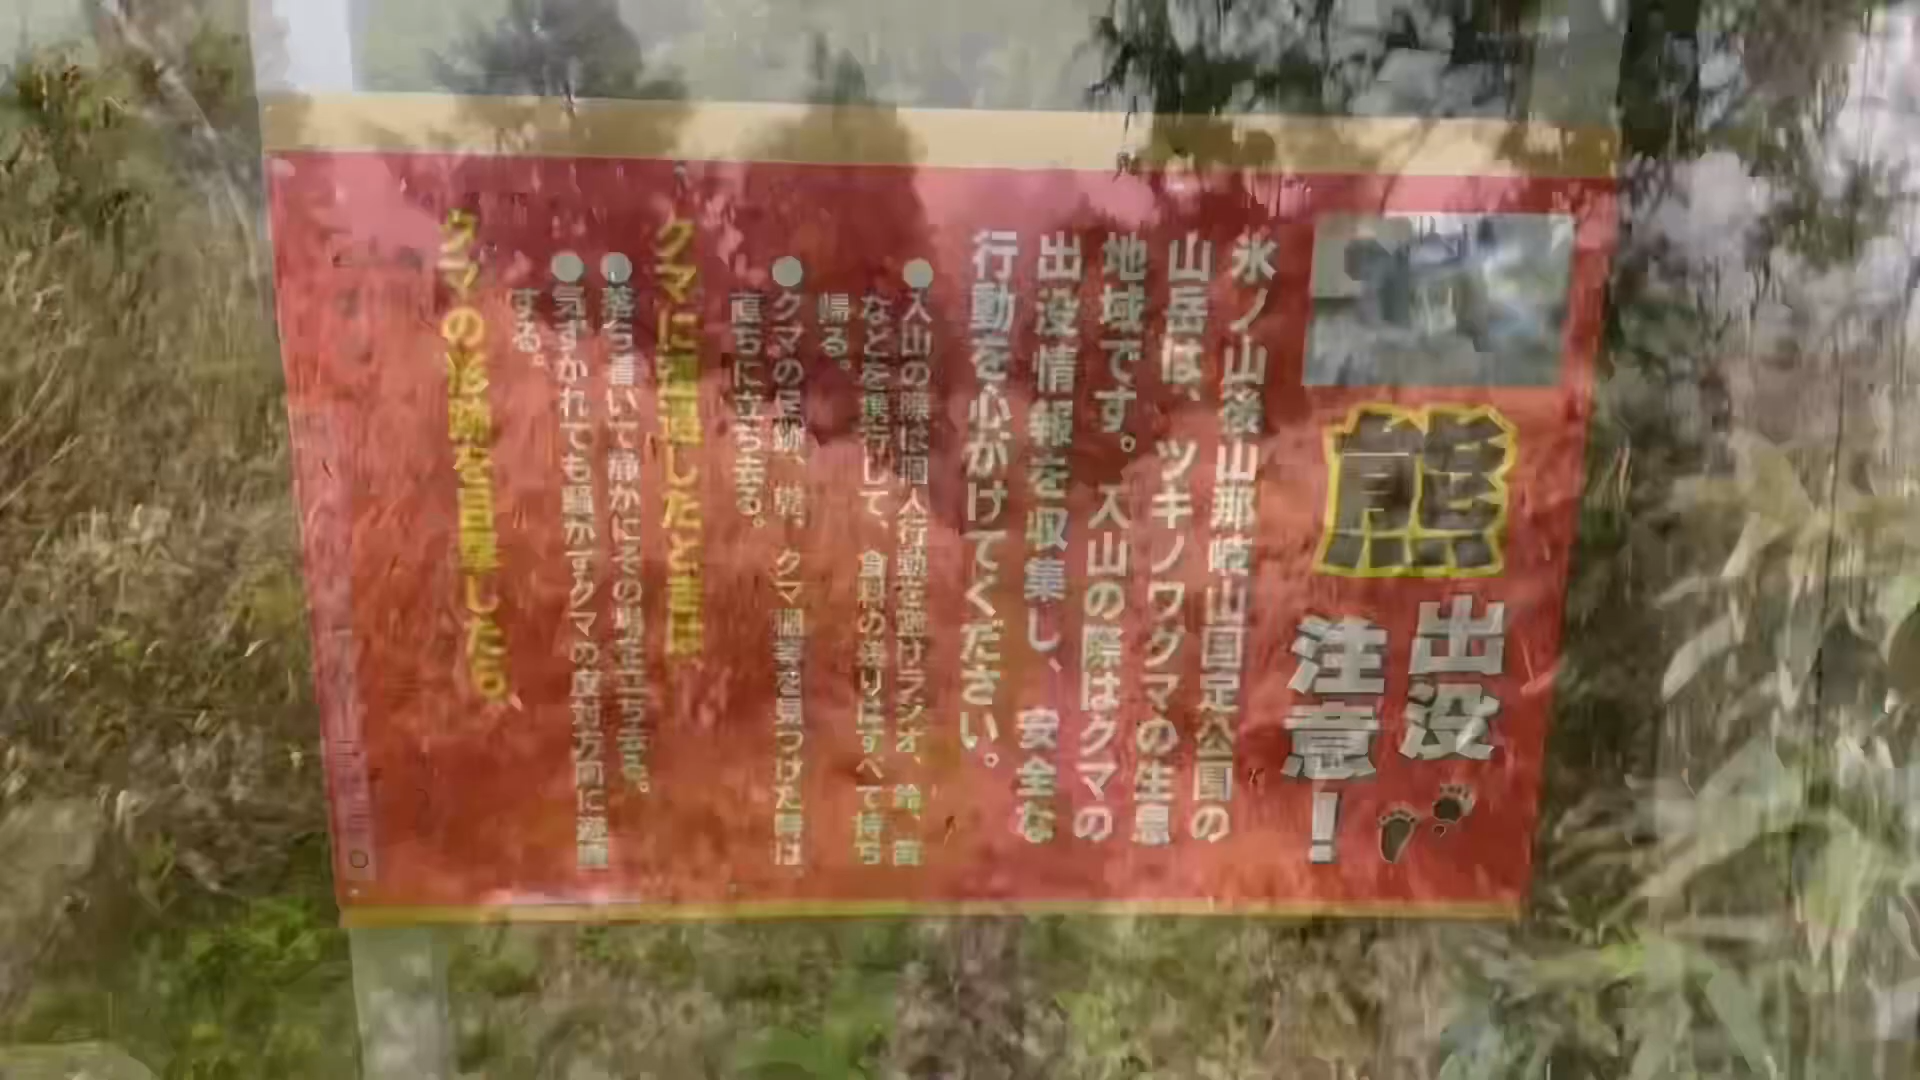 熊
出没
注意!
氷ノ山後山那岐山国定公園の
山岳は、ツキノワグマの生息
地域です。入山の際はクマの
出没情報を収集し、安全な
行動を心がけてください。
●入山の際は個人行動を避けラジオ、鈴、笛
などを携行して、食料の残りはすべて持ち
帰る。
●クマの足跡、糞、クマ棚等を見つけた時は、
直ちに立ち去る。
クマに遭遇したときは、
●落ち着いて静かにその場を立ち去る。
●気ずかれても騒がずクマの反対方向に避難
する。
クマの形跡を目撃したら、